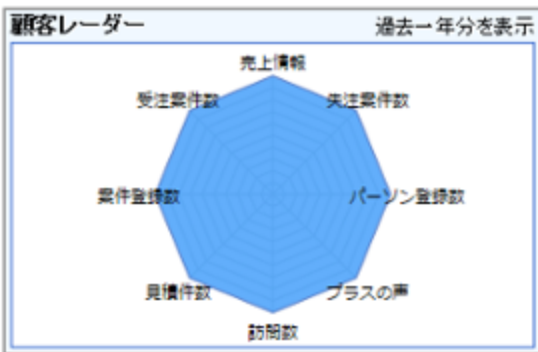 顧客レーダー
過去一年分を表示
売上情報
受注案件数
失注案件数
案件登録数
パーソン登録数
見積件数
プラスの声
訪問数